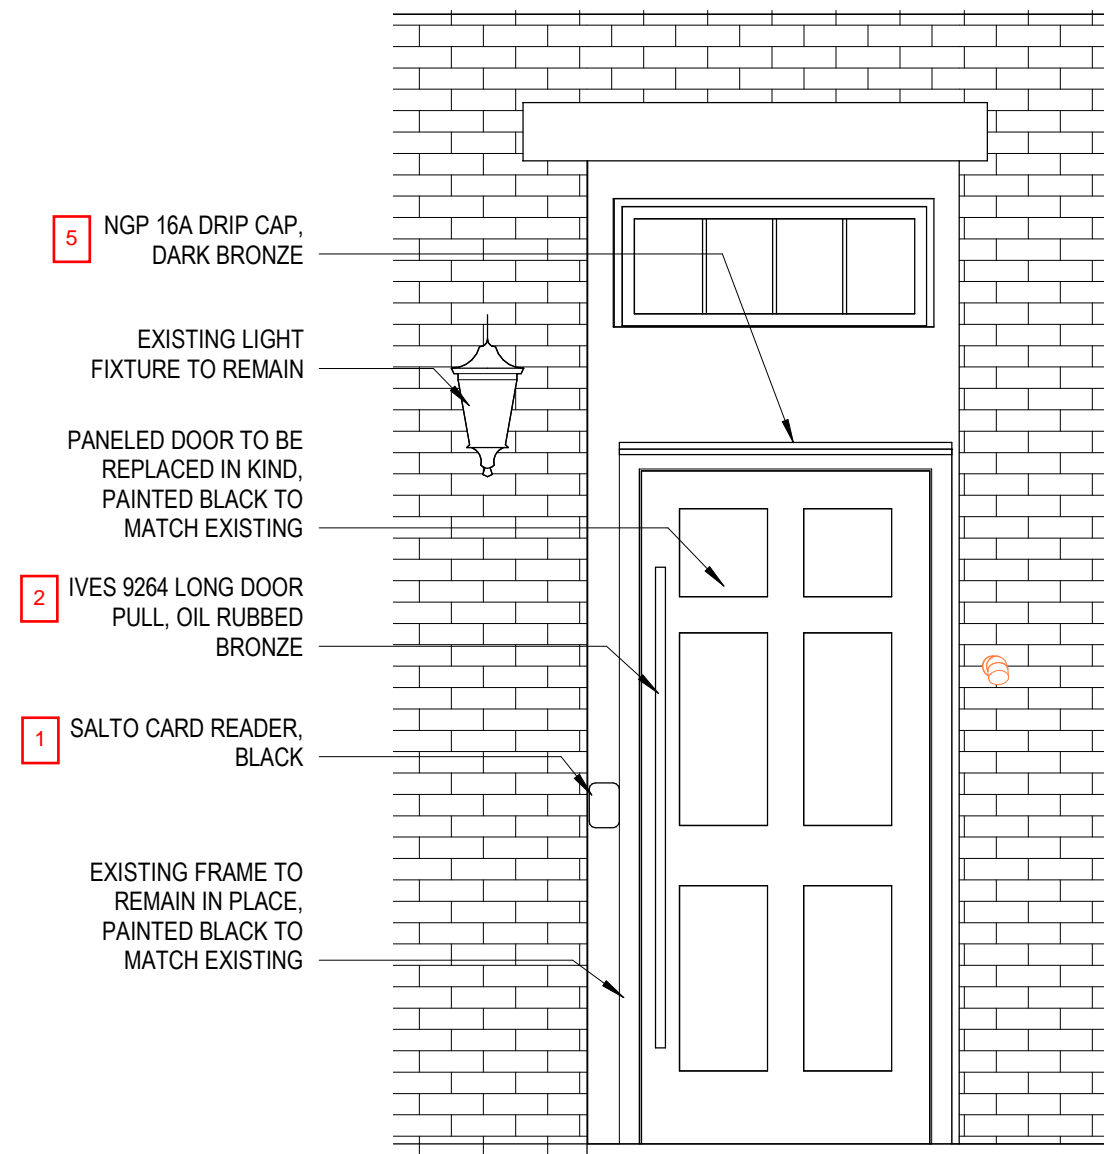 5
NGP 16A DRIP CAP,
DARK BRONZE
EXISTING LIGHT
FIXTURE TO REMAIN
PANELED DOOR TO BE
REPLACED IN KIND,
PAINTED BLACK TO
MATCH EXISTING
2
IVES 9264 LONG DOOR
PULL, OIL RUBBED
BRONZE
1
SALTO CARD READER,
BLACK
EXISTING FRAME TO
REMAIN IN PLACE,
PAINTED BLACK TO
MATCH EXISTING